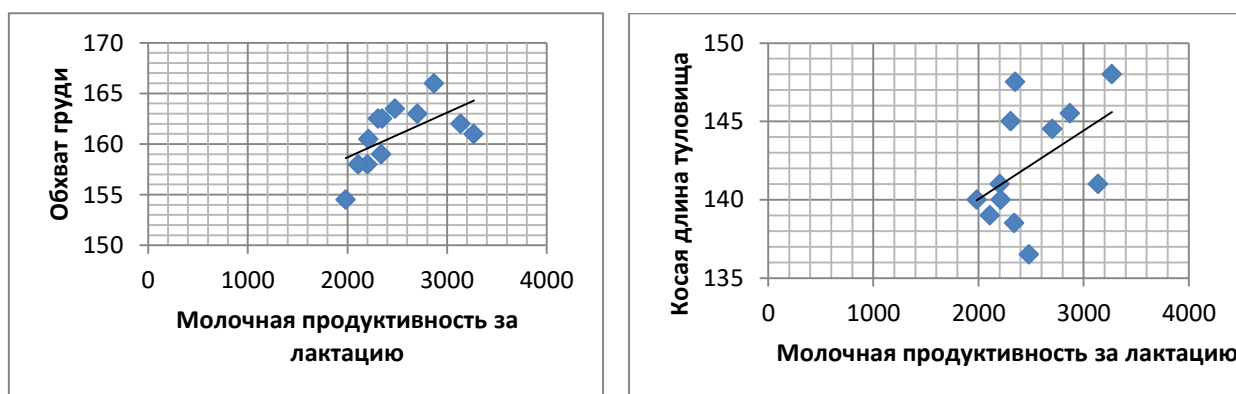 170
165
160
155
150
Обхват груди
0 1000 2000 3000 4000
Молочная продуктивность за
лактацию
150
145
140
135
Косая длина туловища
0 1000 2000 3000 4000
Молочная продуктивность за лактацию